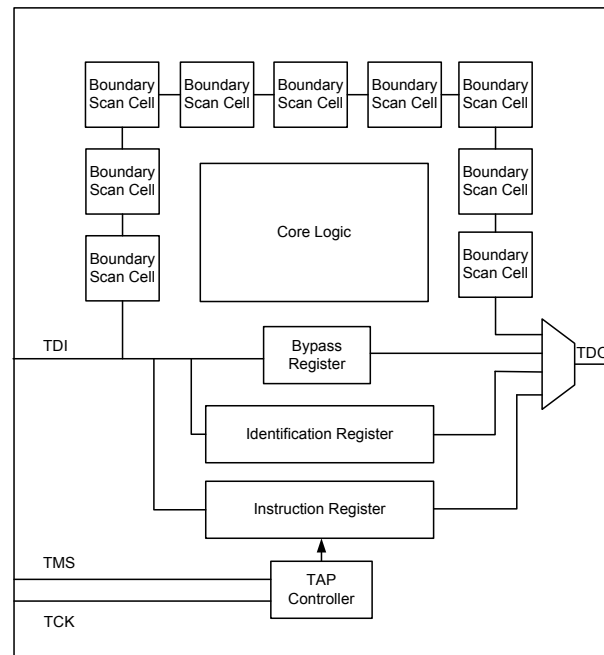 Boundary
Scan Cell
Boundary
Scan Cell
Boundary
Scan Cell
Boundary
Scan Cell
Boundary
Scan Cell
Boundary
Scan Cell
Boundary
Scan Cell
Core Logic
Boundary
Scan Cell
Boundary
Scan Cell
TDI
Bypass
Register
TDO
Identification Register
Instruction Register
TMS
TAP
Controller
TCK